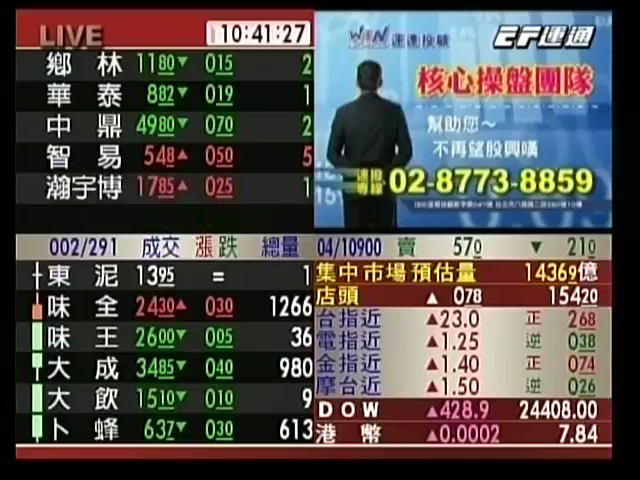 LIVE 10:41:27
鄉林 1180▼ 015 2
華泰 882▼ 019 1
中鼎 4980▼ 070 2
智易 548▲ 050 5
瀚宇博 1785▲ 025 1
WIN 運達投顧 EF運通
核心操盤團隊
幫助您~
不再望股興嘆
02-8773-8859
002/291 成交 漲跌 總量
東泥 1395 = 1
味全 2430▲ 030 1266
味王 2600▼ 005 36
大成 3485▼ 040 980
大飲 1510▼ 010 9
卜蜂 637▼ 030 613
04/10900 賣 570 ▼ 210
集中市場預估量 14369億
店頭 ▲ 078 15420
台指近 ▲23.0 正 268
電指近 ▲1.25 逆 038
金指近 ▲1.40 正 074
摩台近 ▲1.50 逆 026
DOW ▲428.9 24408.00
港幣 ▲0.0002 7.84